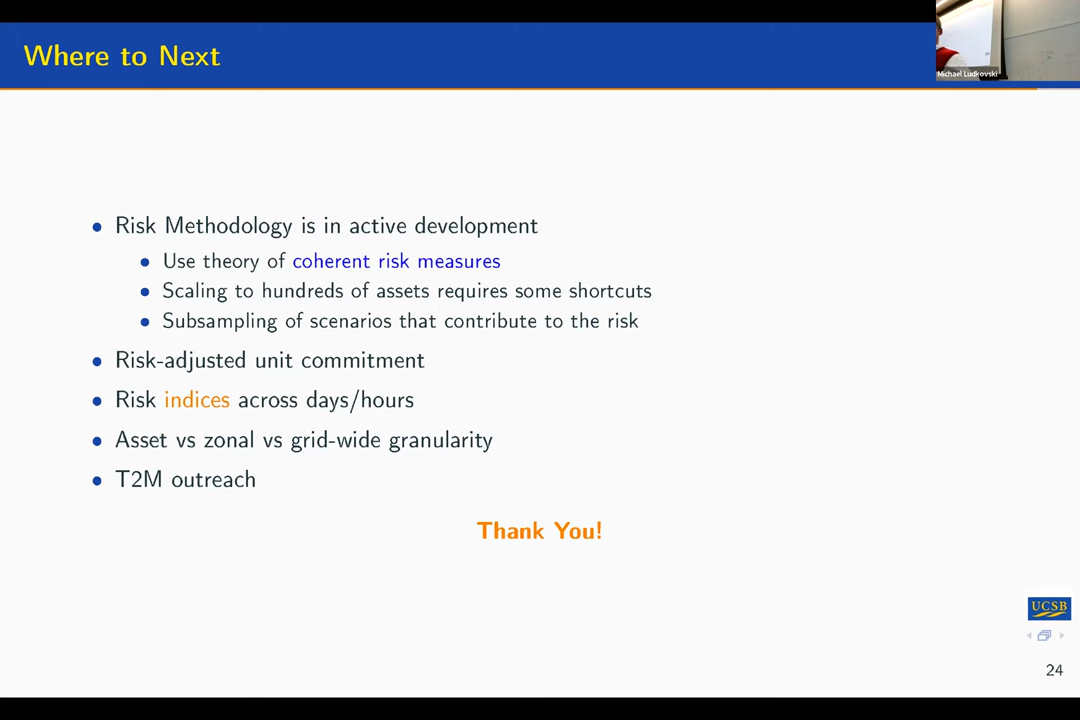 Where to Next
Michael Ludkovski
• Risk Methodology is in active development
• Use theory of coherent risk measures
• Scaling to hundreds of assets requires some shortcuts
• Subsampling of scenarios that contribute to the risk
• Risk-adjusted unit commitment
• Risk indices across days/hours
• Asset vs zonal vs grid-wide granularity
• T2M outreach
Thank You!
UCSB
24